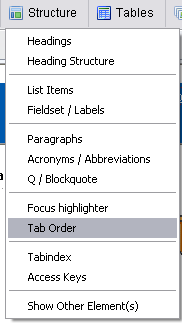 Structure Tables
Headings
Heading Structure
List Items
Fieldset / Labels
Paragraphs
Acronyms / Abbreviations
Q / Blockquote
Focus highlighter
Tab Order
Tabindex
Access Keys
Show Other Element(s)